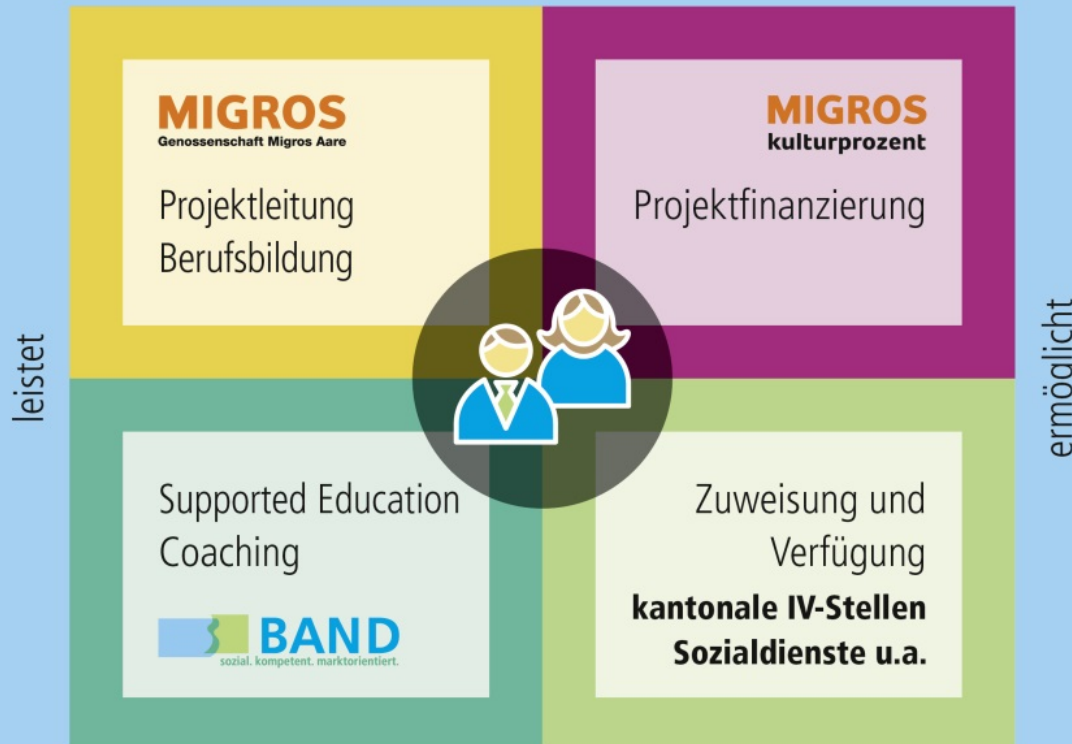 leistet
MIGROS
Genossenschaft Migros Aare
Projektleitung
Berufsbildung
MIGROS
kulturprozent
Projektfinanzierung
Supported Education
Coaching
BAND
sozial. kompetent. marktorientiert.
Zuweisung und
Verfügung
kantonale IV-Stellen
Sozialdienste u.a.
ermöglicht